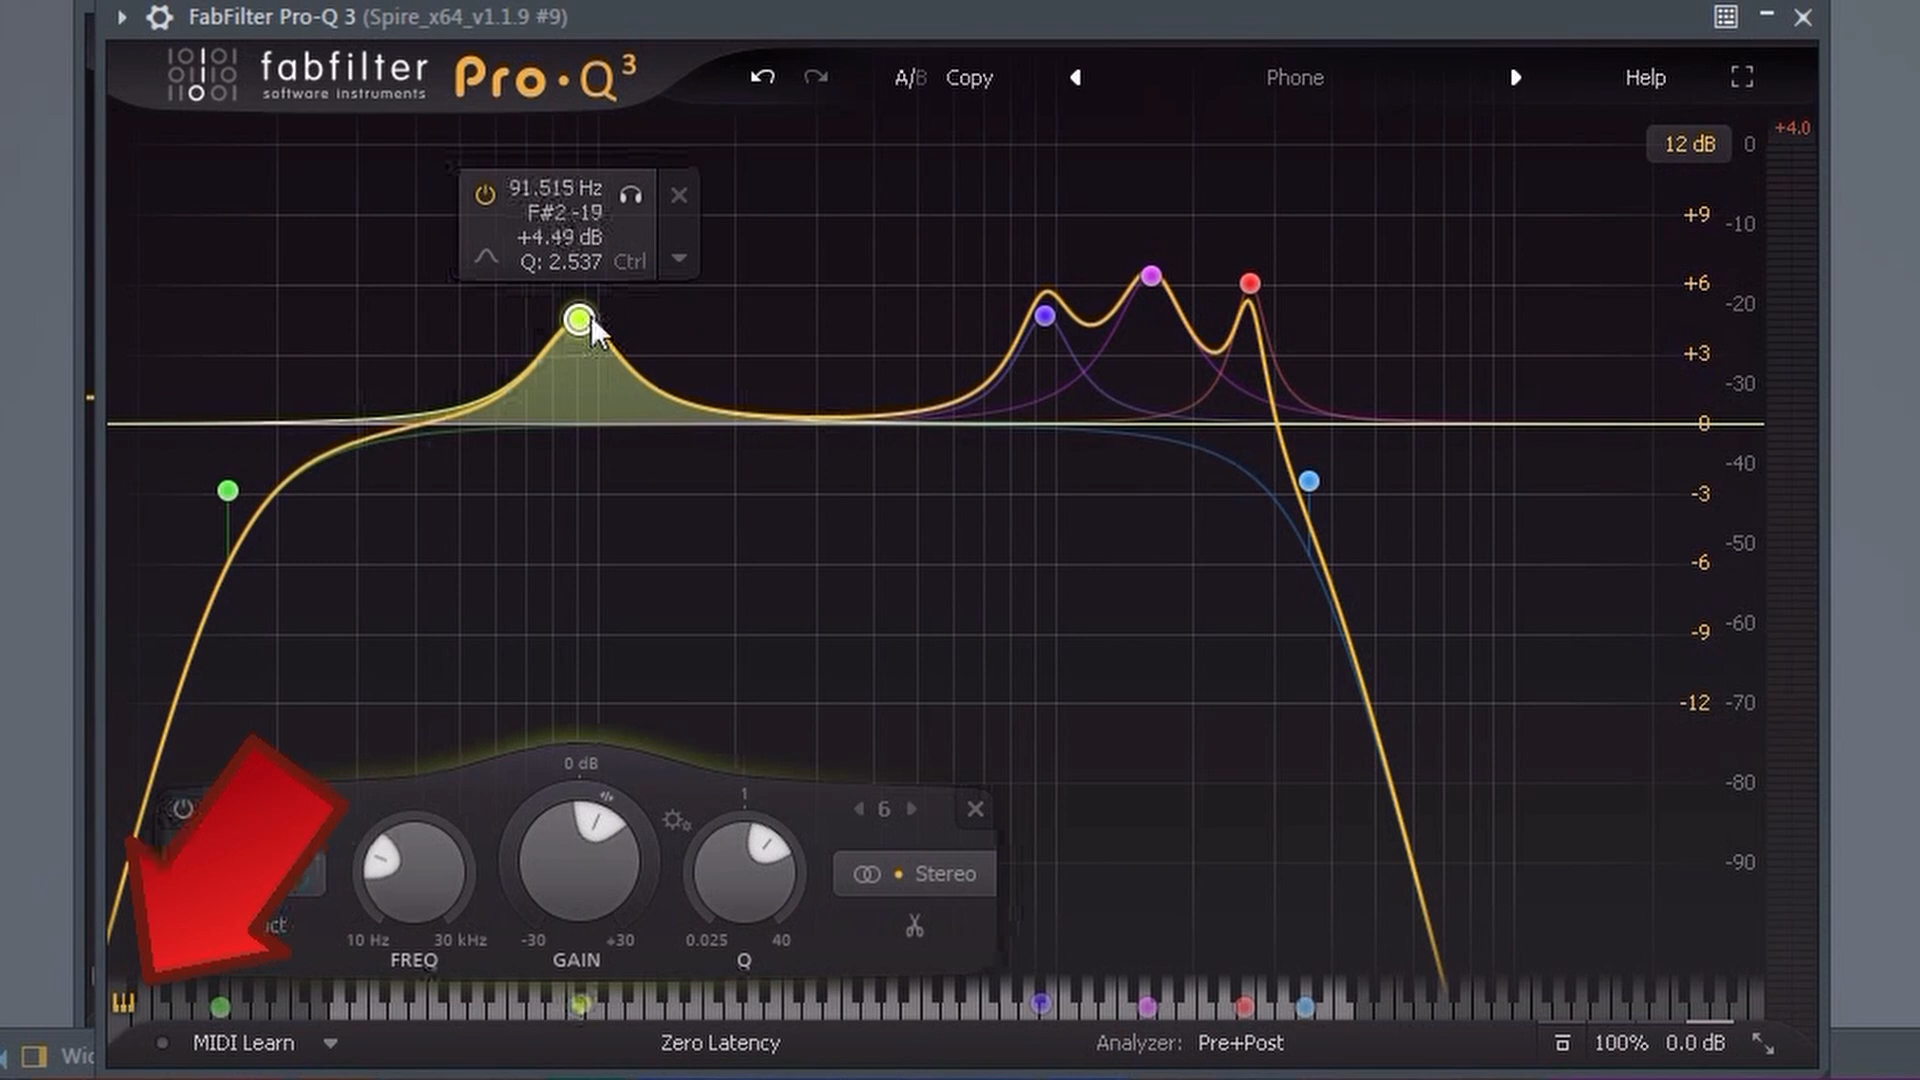 FabFilter Pro-Q 3 (Spire_x64_v1.1.9 #9)
fabfilter
software instruments
Pro·Q³
A/B Copy
Phone
Help
12 dB 0 +4.0
91.515 Hz
F#2 -19
+4.49 dB
Q: 2.537 Ctrl
+9 -10
+6 -20
+3 -30
0
-40
-3
-50
-6
-60
-9
-12 -70
-80
-90
0 dB
1
6
Stereo
10 Hz 30 kHz
-30 +30
0.025 40
FREQ
GAIN
Q
MIDI Learn
Zero Latency
Analyzer: Pre+Post
100% 0.0 dB